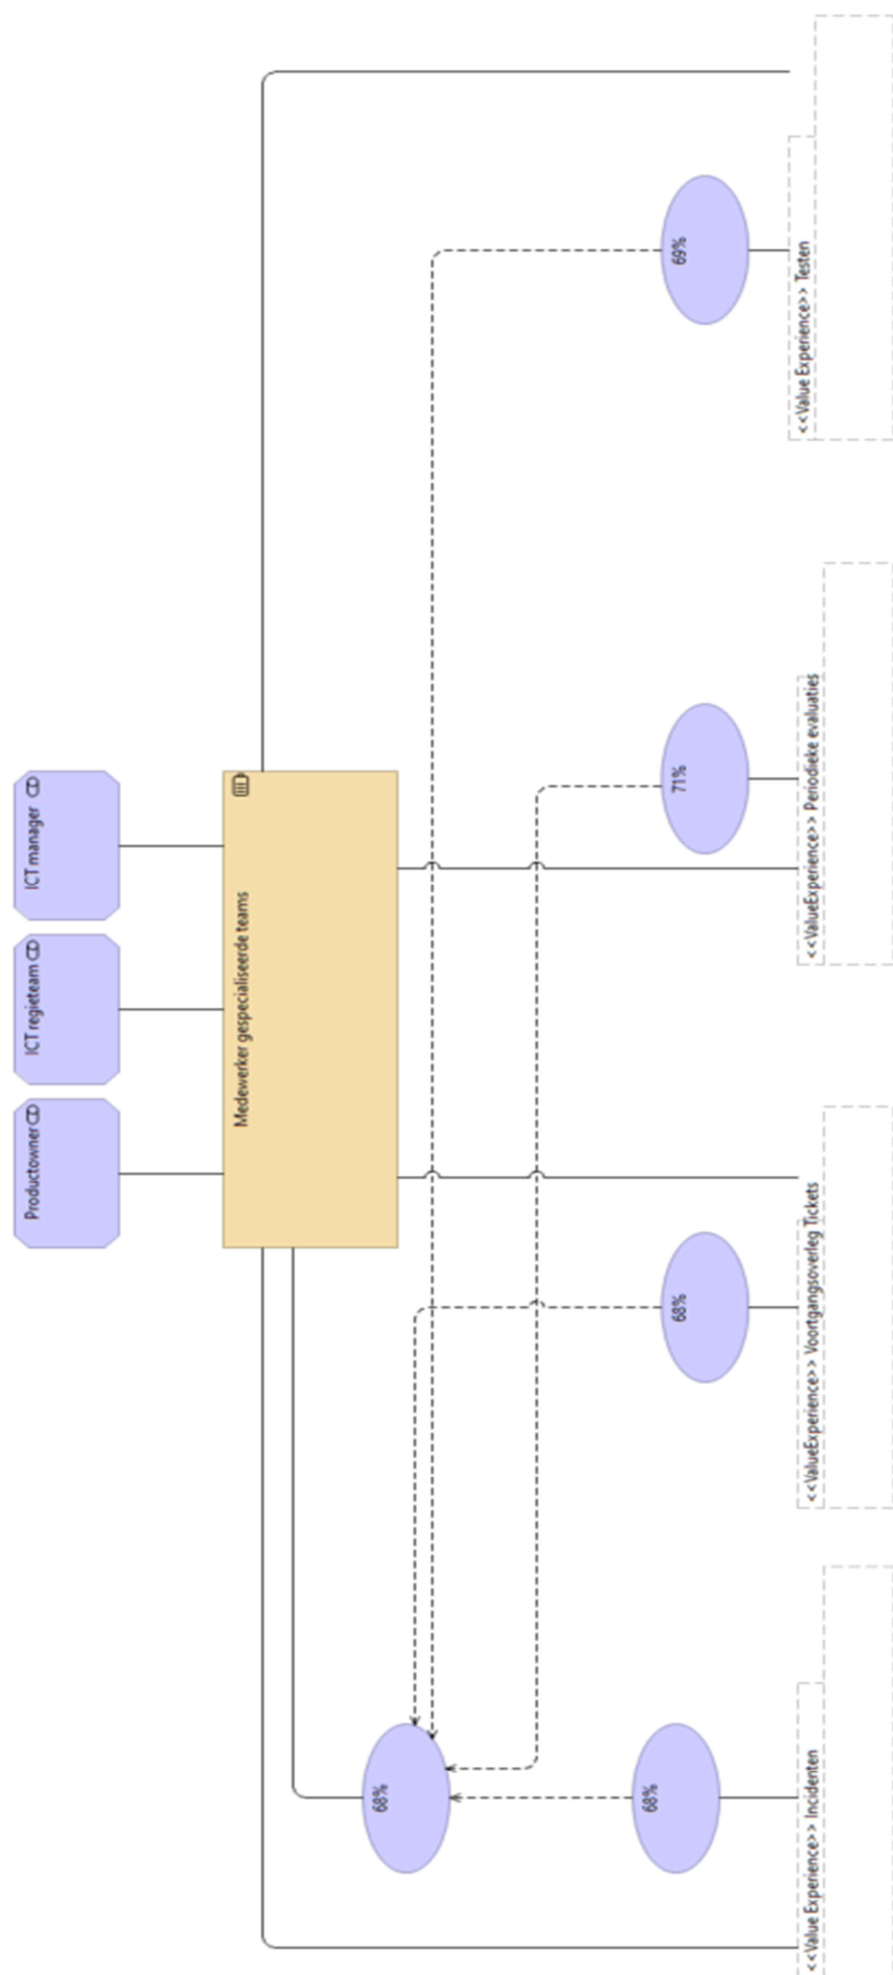 Productowner
ICT regieteam
ICT manager
Medewerker gespecialiseerde teams
68%
68%
68%
71%
69%
<<Value Experience>> Incidenten
<<ValueExperience>> Voortgangsoverleg Tickets
<<ValueExperience>> Periodieke evaluaties
<<Value Experience>> Testen